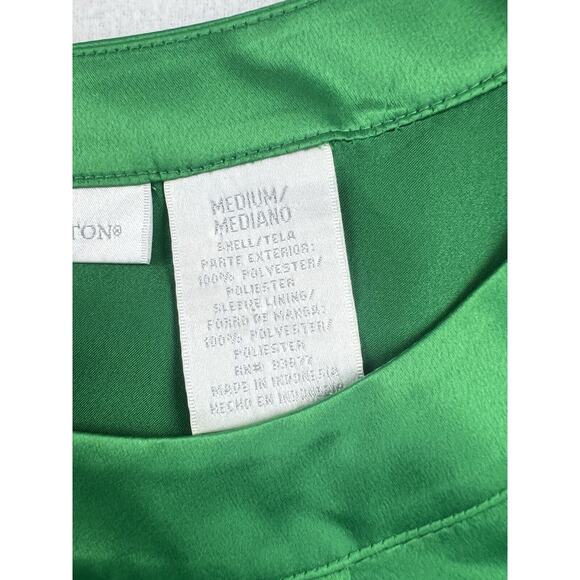 TON®
MEDIUM/
MEDIANO
SHELL/TELA
PARTE EXTERIOR:
100% POLYESTER/
POLIESTER
SLEEVE LINING/
FORRO DE MANGA:
100% POLYESTER/
POLIESTER
RN# 93677
MADE IN INDONESIA
HECHO EN INDONESIA